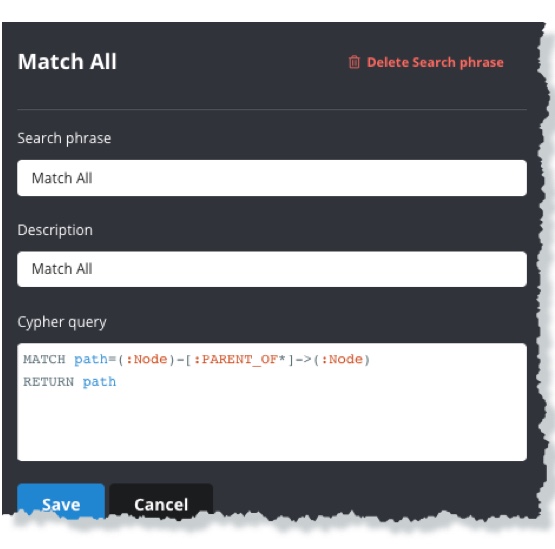 Match All
Delete Search phrase
Search phrase
Match All
Description
Match All
Cypher query
MATCH path=(:Node)-[:PARENT_OF*]->(:Node)
RETURN path
Save
Cancel